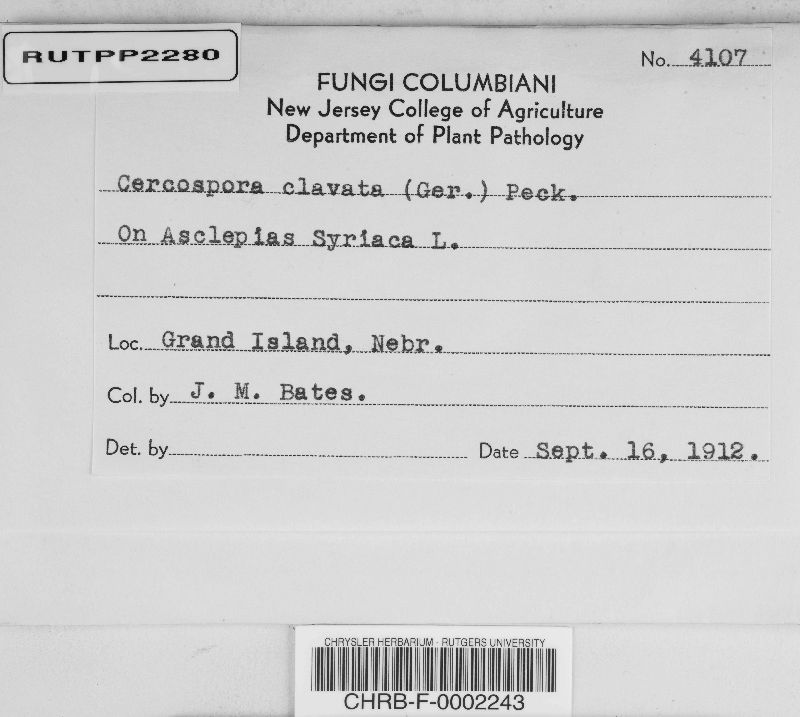 RUTPP2280
No. 4107
FUNGI COLUMBIANI
New Jersey College of Agriculture
Department of Plant Pathology
Cercospora clavata (Ger.) Peck.
On Asclepias Syriaca L.
Loc. Grand Island, Nebr.
Col. by J. M. Bates.
Det. by Date Sept. 16, 1912.
CHRYSLER HERBARIUM - RUTGERS UNIVERSITY
CHRB-F-0002243